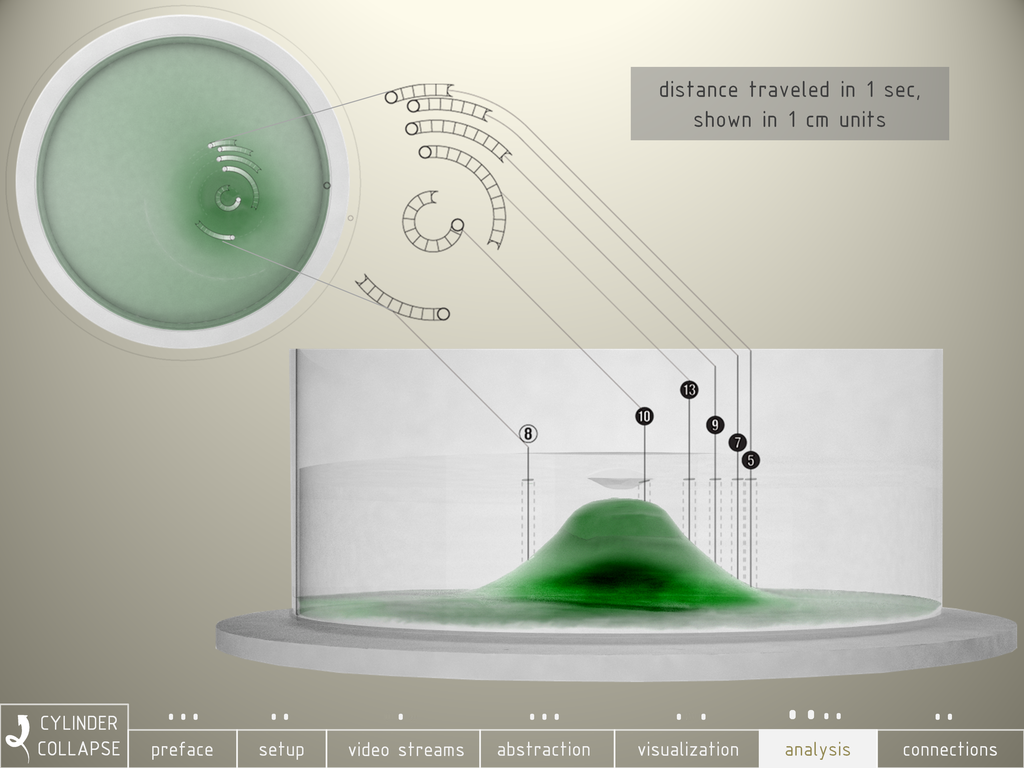 distance traveled in 1 sec,
shown in 1 cm units
13
10
9
8
7
5
CYLINDER
COLLAPSE
preface
setup
video streams
abstraction
visualization
analysis
connections